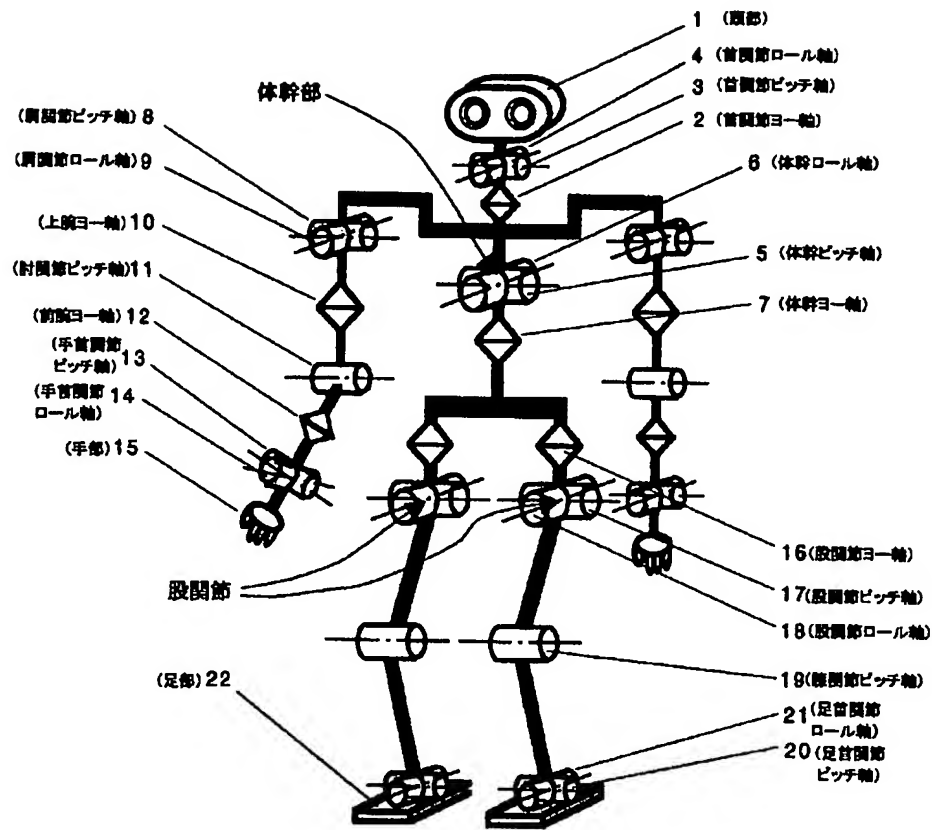 1 (頭部)
4 (首関節ロール軸)
3 (首関節ピッチ軸)
2 (首関節ヨー軸)
6 (体幹ロール軸)
5 (体幹ピッチ軸)
7 (体幹ヨー軸)
体幹部
(肩関節ピッチ軸) 8
(肩関節ロール軸) 9
(上腕ヨー軸) 10
(肘関節ピッチ軸) 11
(前腕ヨー軸) 12
(手首関節
ピッチ軸) 13
(手首関節
ロール軸) 14
(手部) 15
股関節
16 (股関節ヨー軸)
17 (股関節ピッチ軸)
18 (股関節ロール軸)
19 (膝関節ピッチ軸)
(足部) 22
21 (足首関節
ロール軸)
20 (足首関節
ピッチ軸)